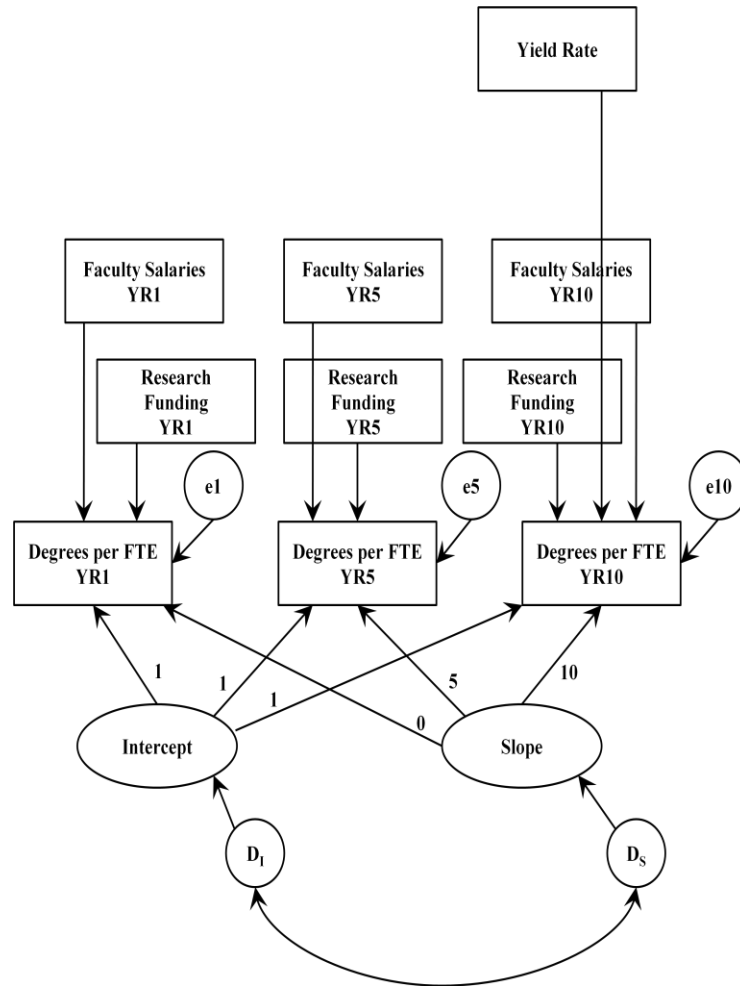 Yield Rate
Faculty Salaries
YR1
Faculty Salaries
YR5
Faculty Salaries
YR10
Research
Funding
YR1
Research
Funding
YR5
Research
Funding
YR10
e1
e5
e10
Degrees per FTE
YR1
Degrees per FTE
YR5
Degrees per FTE
YR10
1
1
1
0
5
10
Intercept
Slope
D_I
D_S